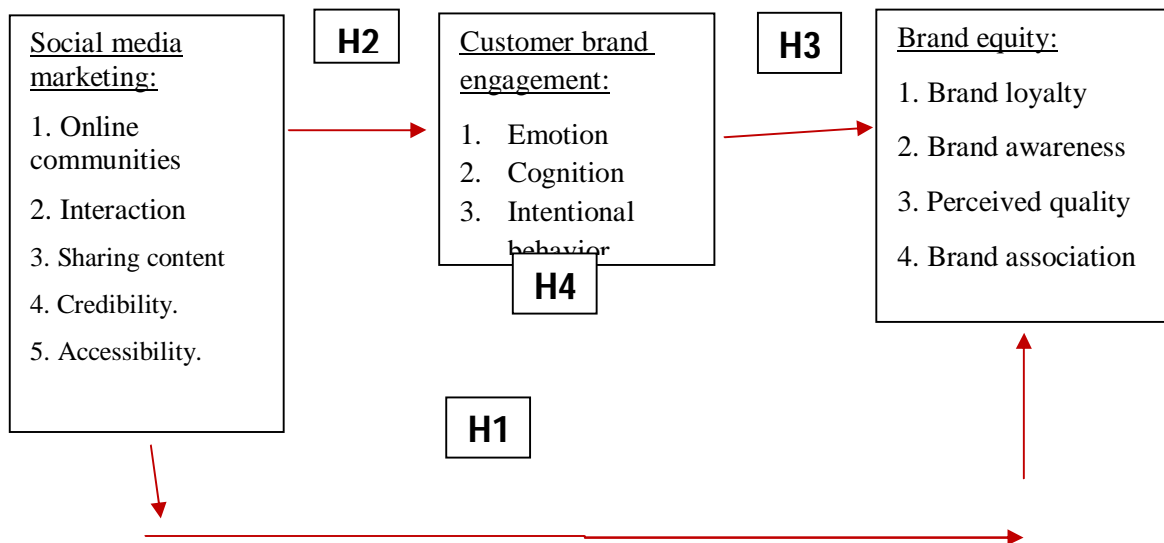 Social media
marketing:
1. Online
communities
2. Interaction
3. Sharing content
4. Credibility.
5. Accessibility.
H2
Customer brand
engagement:
1. Emotion
2. Cognition
3. Intentional
behavior
H4
H3
Brand equity:
1. Brand loyalty
2. Brand awareness
3. Perceived quality
4. Brand association
H1